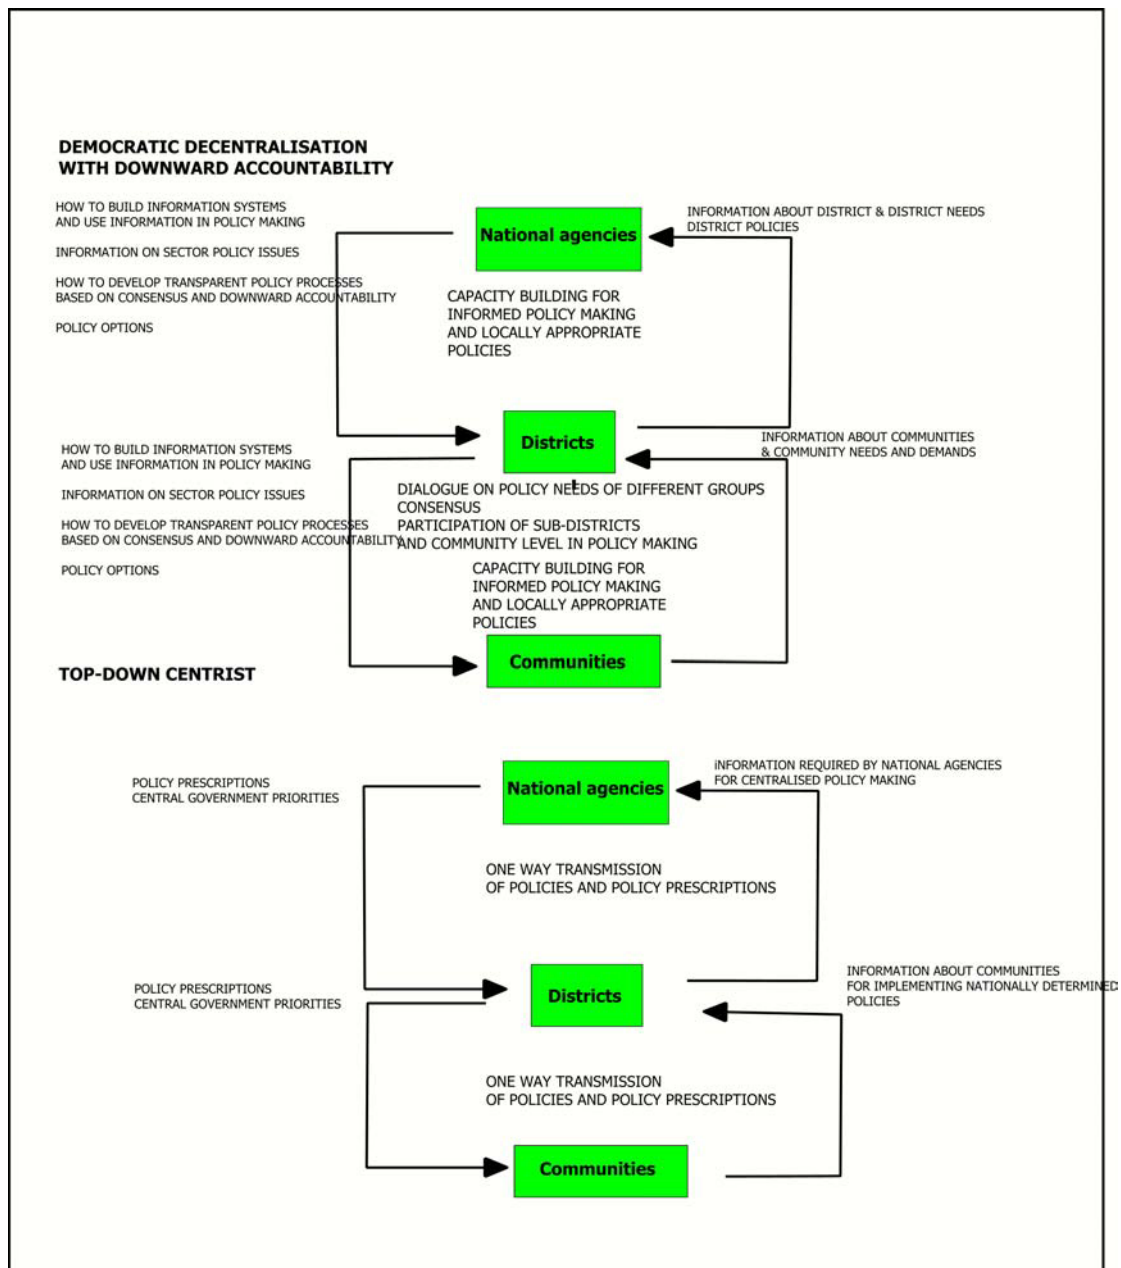 DEMOCRATIC DECENTRALISATION
WITH DOWNWARD ACCOUNTABILITY
HOW TO BUILD INFORMATION SYSTEMS
AND USE INFORMATION IN POLICY MAKING
INFORMATION ON SECTOR POLICY ISSUES
HOW TO DEVELOP TRANSPARENT POLICY PROCESSES
BASED ON CONSENSUS AND DOWNWARD ACCOUNTABILITY
POLICY OPTIONS
National agencies
INFORMATION ABOUT DISTRICT & DISTRICT NEEDS
DISTRICT POLICIES
CAPACITY BUILDING FOR
INFORMED POLICY MAKING
AND LOCALLY APPROPRIATE
POLICIES
Districts
INFORMATION ABOUT COMMUNITIES
& COMMUNITY NEEDS AND DEMANDS
HOW TO BUILD INFORMATION SYSTEMS
AND USE INFORMATION IN POLICY MAKING
INFORMATION ON SECTOR POLICY ISSUES
HOW TO DEVELOP TRANSPARENT POLICY PROCESSES
BASED ON CONSENSUS AND DOWNWARD ACCOUNTABILITY
POLICY OPTIONS
DIALOGUE ON POLICY NEEDS OF DIFFERENT GROUPS
CONSENSUS
PARTICIPATION OF SUB-DISTRICTS
AND COMMUNITY LEVEL IN POLICY MAKING
CAPACITY BUILDING FOR
INFORMED POLICY MAKING
AND LOCALLY APPROPRIATE
POLICIES
Communities
TOP-DOWN CENTRIST
POLICY PRESCRIPTIONS
CENTRAL GOVERNMENT PRIORITIES
National agencies
iNFORMATION REQUIRED BY NATIONAL AGENCIES
FOR CENTRALISED POLICY MAKING
ONE WAY TRANSMISSION
OF POLICIES AND POLICY PRESCRIPTIONS
POLICY PRESCRIPTIONS
CENTRAL GOVERNMENT PRIORITIES
Districts
INFORMATION ABOUT COMMUNITIES
FOR IMPLEMENTING NATIONALLY DETERMINED
POLICIES
ONE WAY TRANSMISSION
OF POLICIES AND POLICY PRESCRIPTIONS
Communities